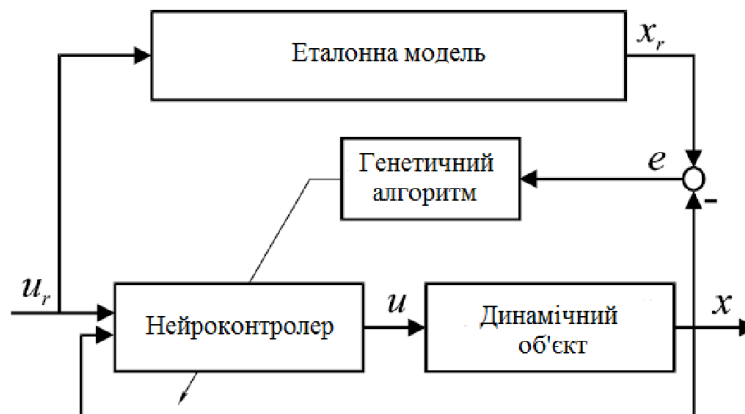 Еталонна модель
x_r
Генетичний
алгоритм
e
-
u_r
Нейроконтролер
u
Динамічний
об'єкт
x